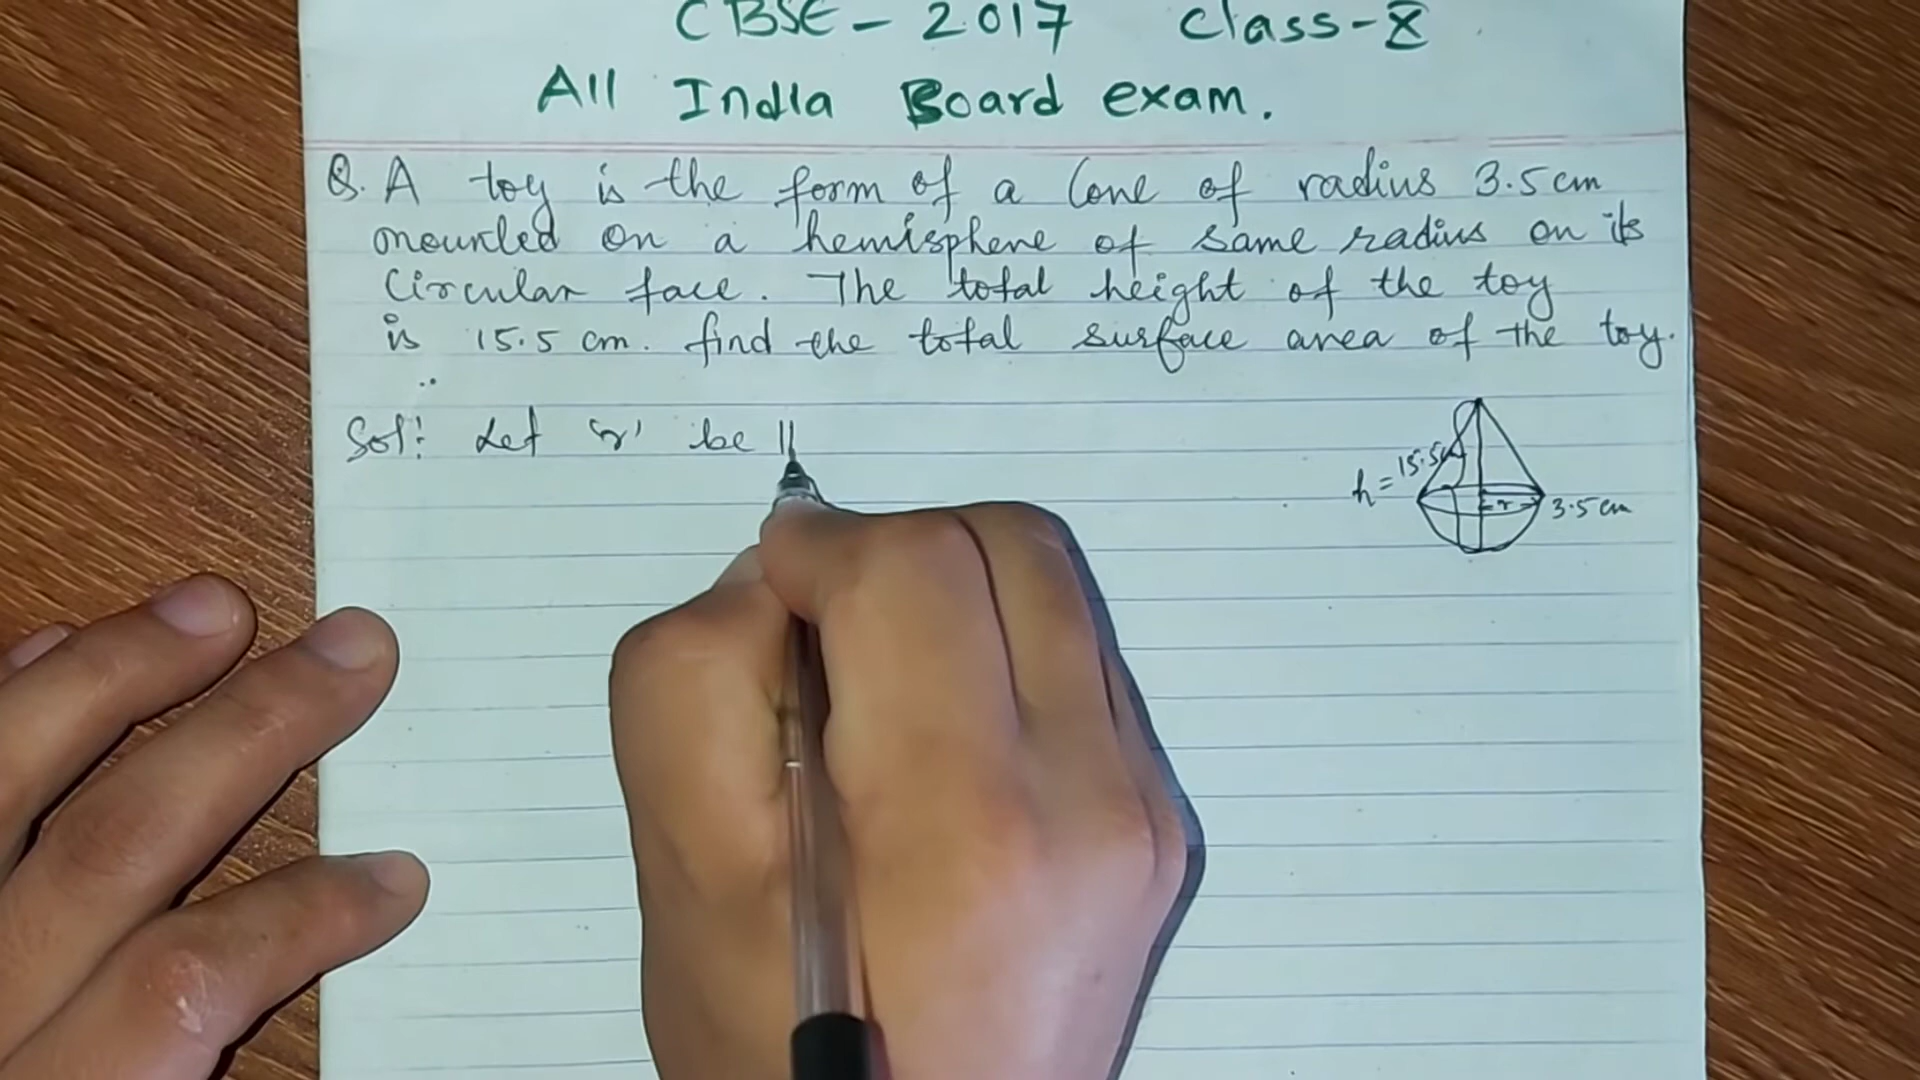 CBSE - 2017 Class-X
All India Board exam.
Q. A toy is the form of a Cone of radius 3.5 cm
mounted on a hemisphere of same radius on its
Circular face. The total height of the toy
is 15.5 cm. find the total surface area of the toy.
Sol: Let 'r' be
h = 15.5
r
3.5 cm